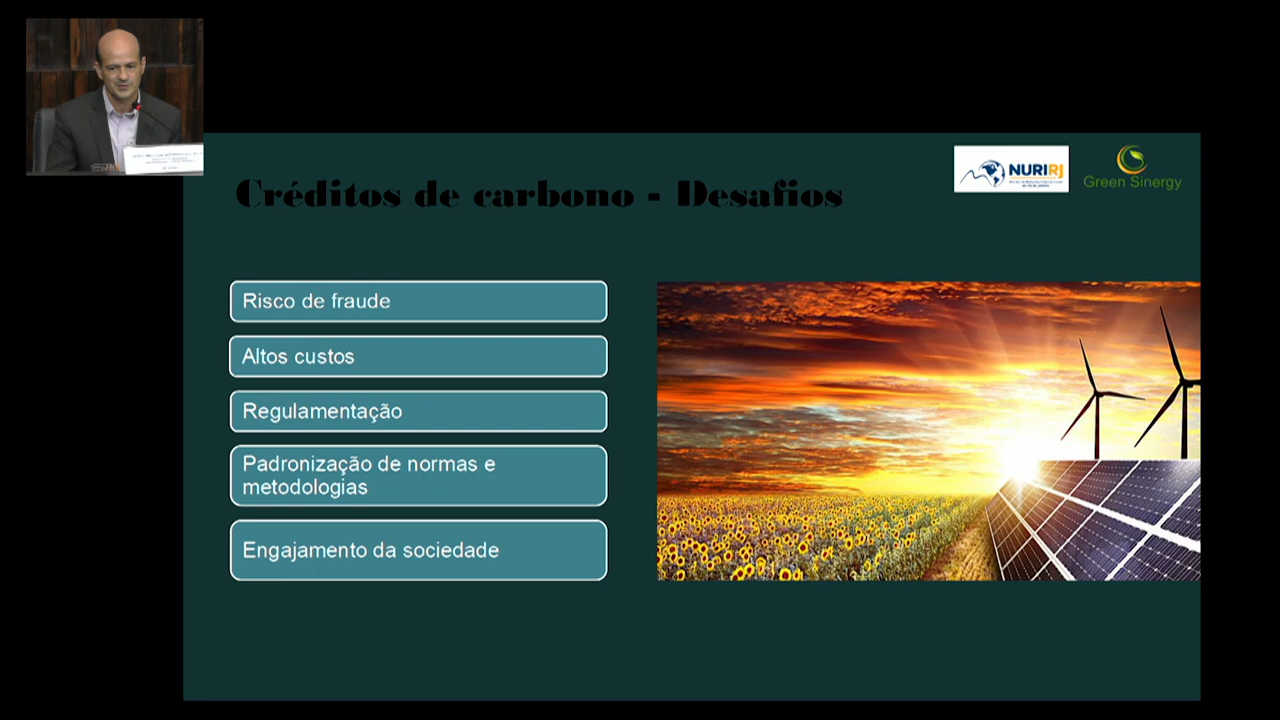 Créditos de carbono - Desafios
NURIRJ
Green Sinergy
Risco de fraude
Altos custos
Regulamentação
Padronização de normas e
metodologias
Engajamento da sociedade